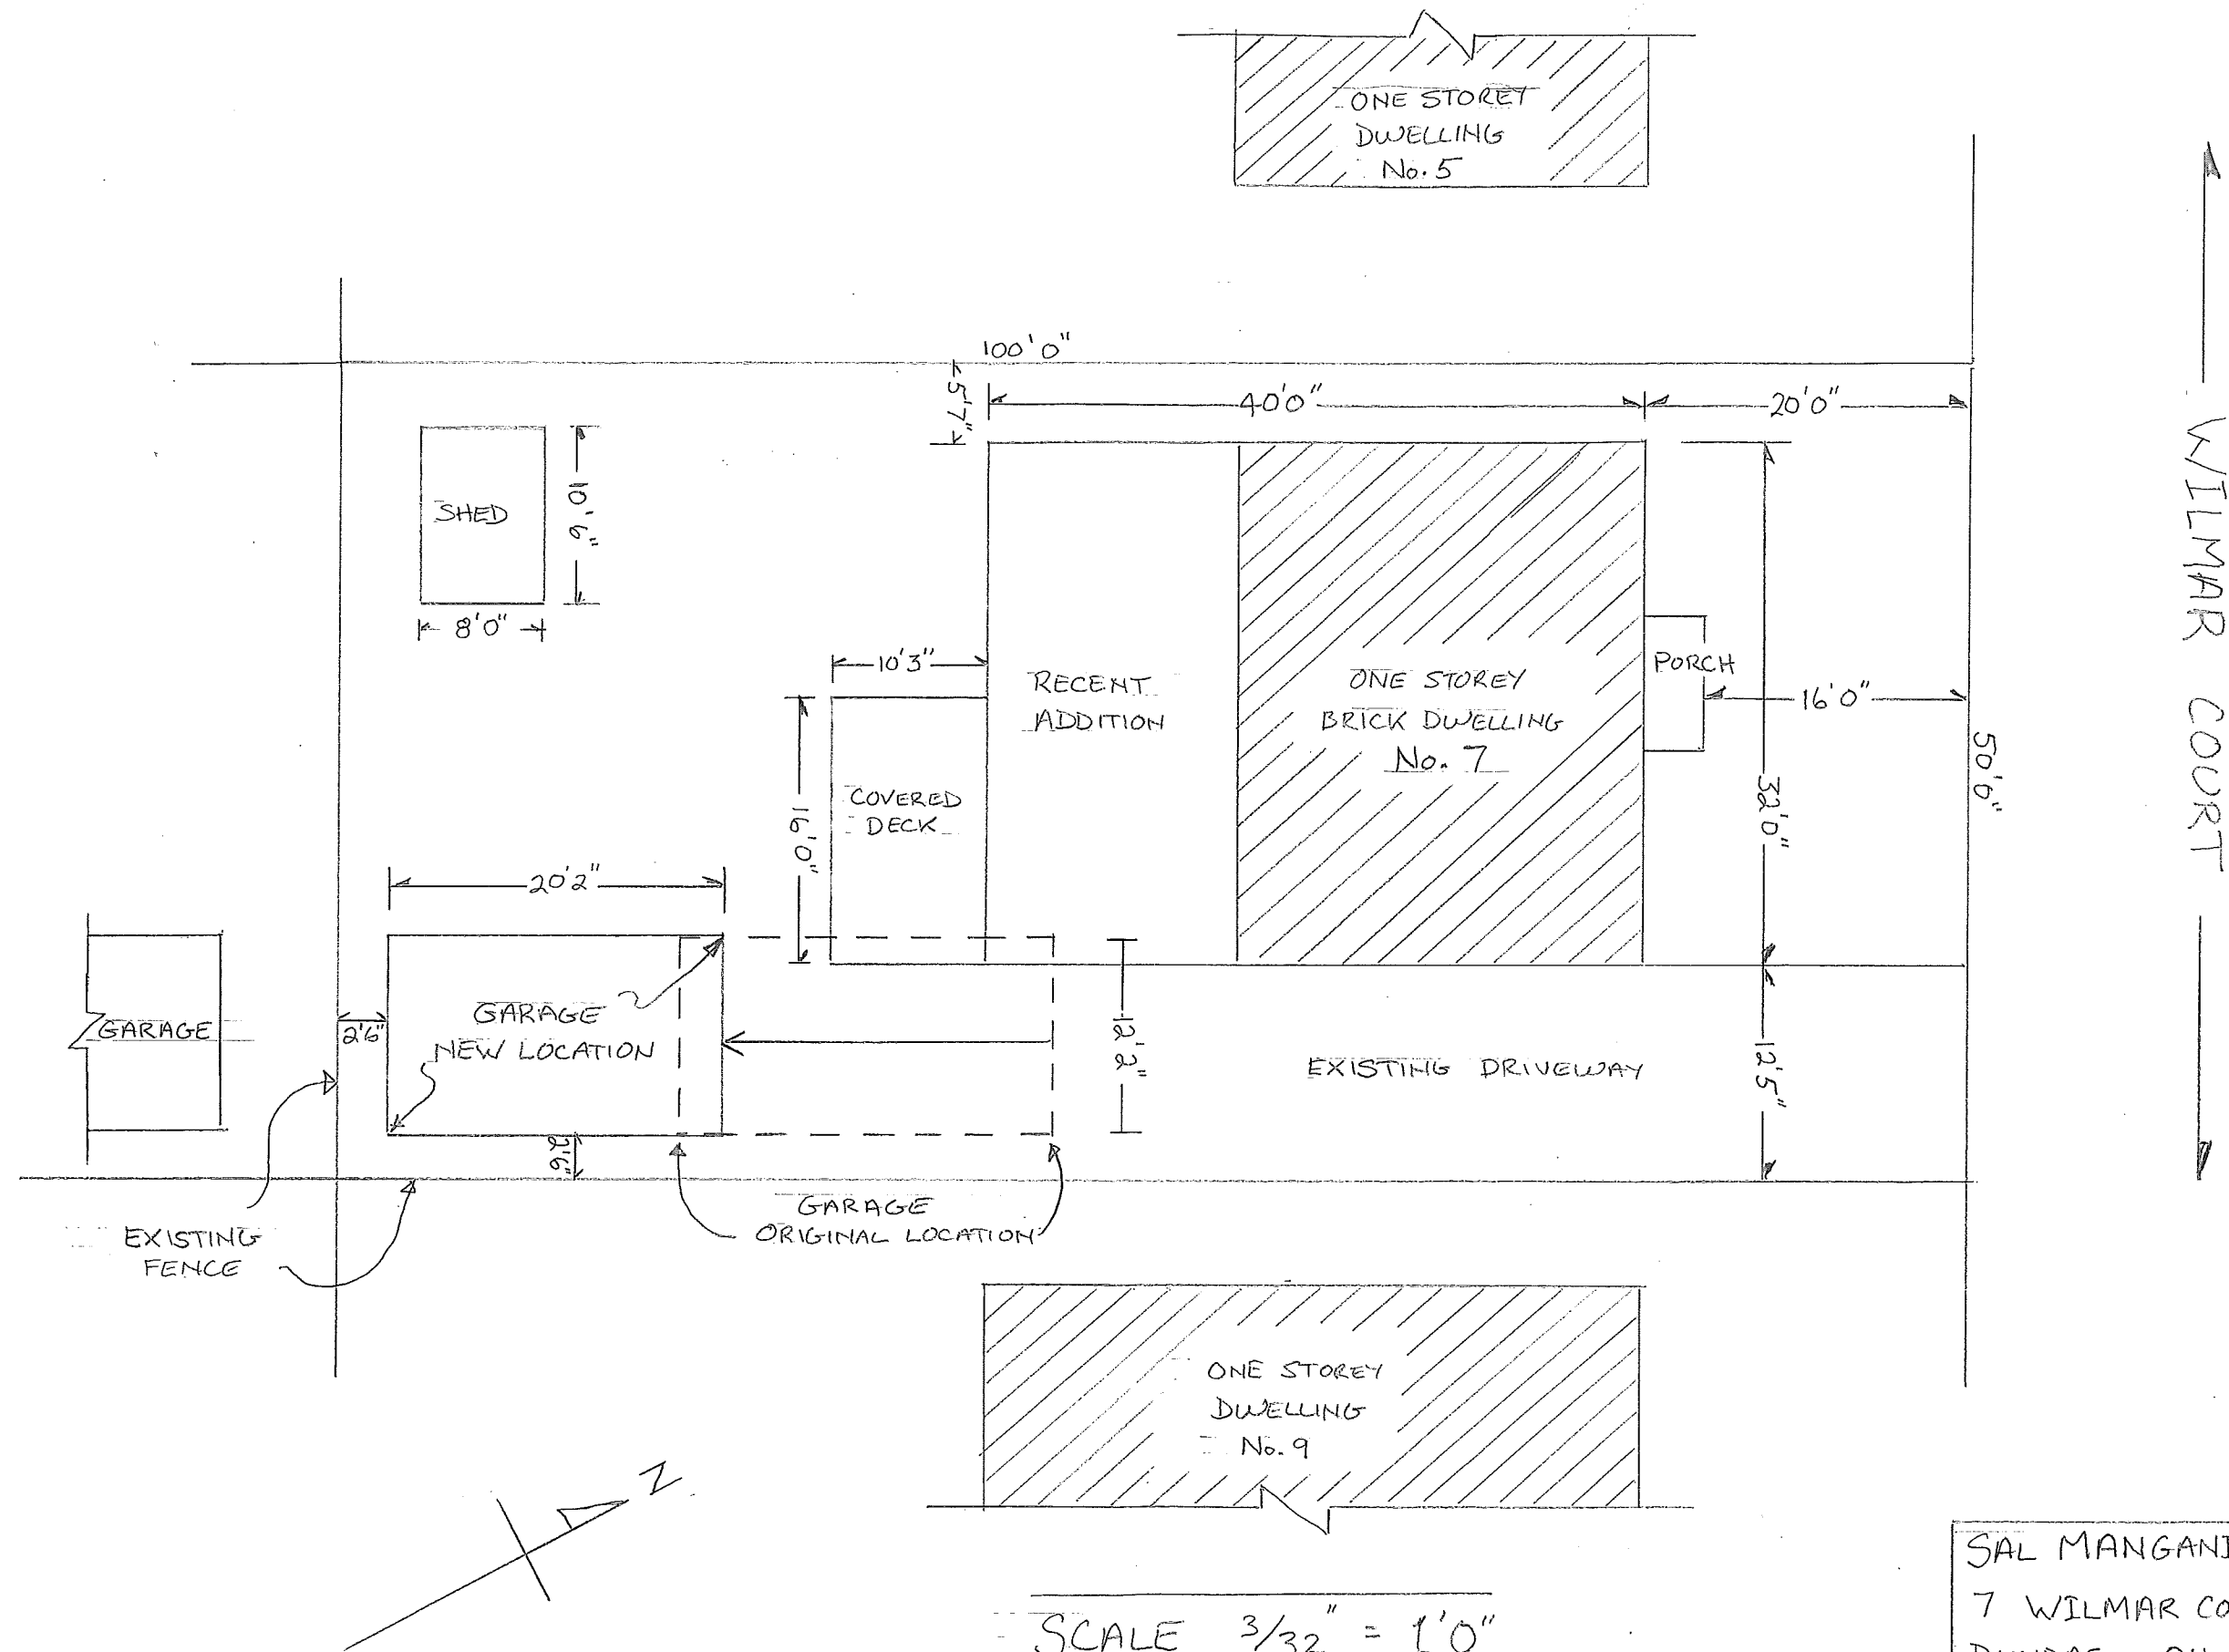 ONE STOREY
DWELLING
No. 5
100'0"
5'7"
40'0"
20'0"
SHED
10'6"
8'0"
10'3"
RECENT
ADDITION
ONE STOREY
BRICK DWELLING
No. 7
PORCH
16'0"
50'6"
32'0"
WILMAR COURT
COVERED
DECK
16'0"
20'2"
GARAGE
2'6"
GARAGE
NEW LOCATION
12'2"
EXISTING DRIVEWAY
12'5"
2'6"
GARAGE
ORIGINAL LOCATION
EXISTING
FENCE
ONE STOREY
DWELLING
No. 9
N
SCALE 3/32" = 1'0"
SAL MANGANI
7 WILMAR CO